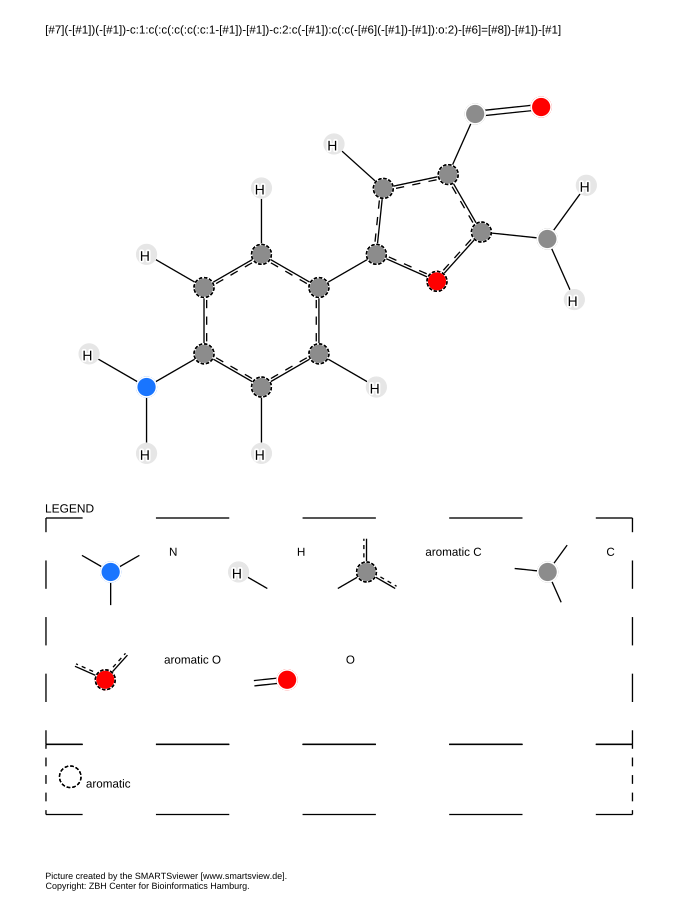 [#7](-[#1])(-[#1])-c:1:c(:c(:c(:c(:c:1-[#1])-[#1])-c:2:c(-[#1]):c(:c(-[#6](-[#1])-[#1]):o:2)-[#6]=[#8])-[#1])-[#1]
H
H
H
H
H
H
H
H
H
H
LEGEND
N H aromatic C C
H
aromatic O O
aromatic
Picture created by the SMARTSviewer [www.smartsview.de].
Copyright: ZBH Center for Bioinformatics Hamburg.